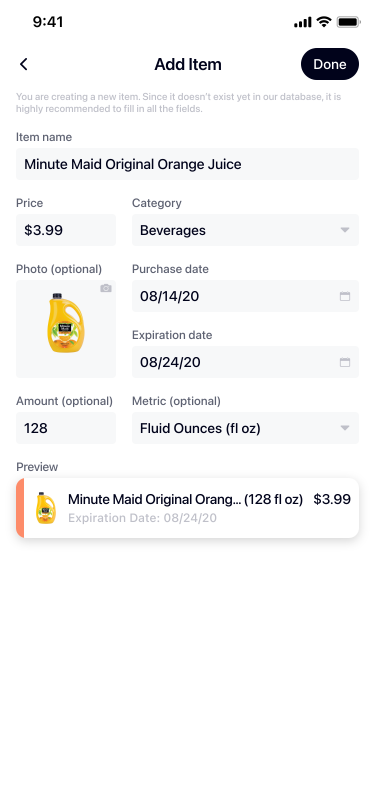 9:41
Add Item
Done
You are creating a new item. Since it doesn't exist yet in our database, it is
highly recommended to fill in all the fields.
Item name
Minute Maid Original Orange Juice
Price
Category
$3.99
Beverages
Photo (optional)
Purchase date
08/14/20
Expiration date
08/24/20
Amount (optional)
Metric (optional)
128
Fluid Ounces (fl oz)
Preview
Minute Maid Original Orang... (128 fl oz) $3.99
Expiration Date: 08/24/20